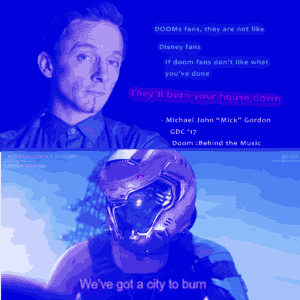 DOOMs fans, they are not like
Disney fans
If doom fans don't like what
you've done
They'll burn your house down
- Michael John "Mick" Gordon
GDC '17
Doom :Behind the Music
We've got a city to burn